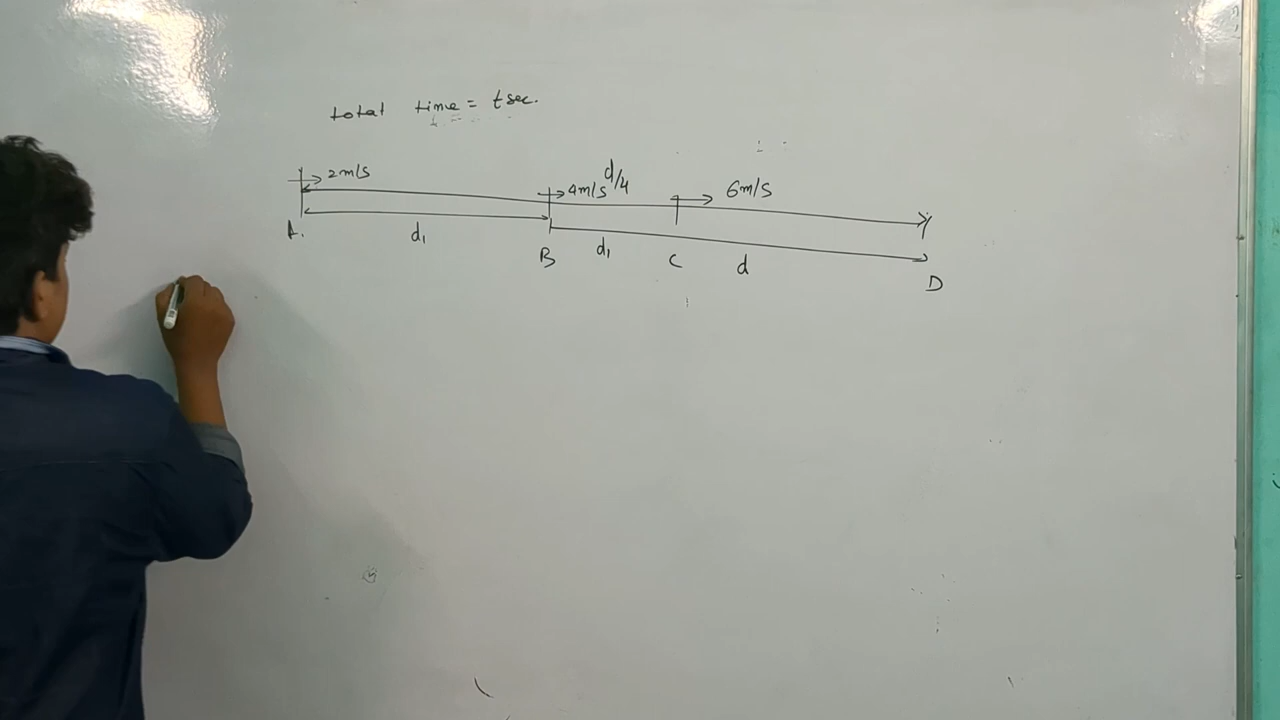 total time = t sec.
2m/s 4m/s d/4 6m/s
A. d₁ B d₁ C d D